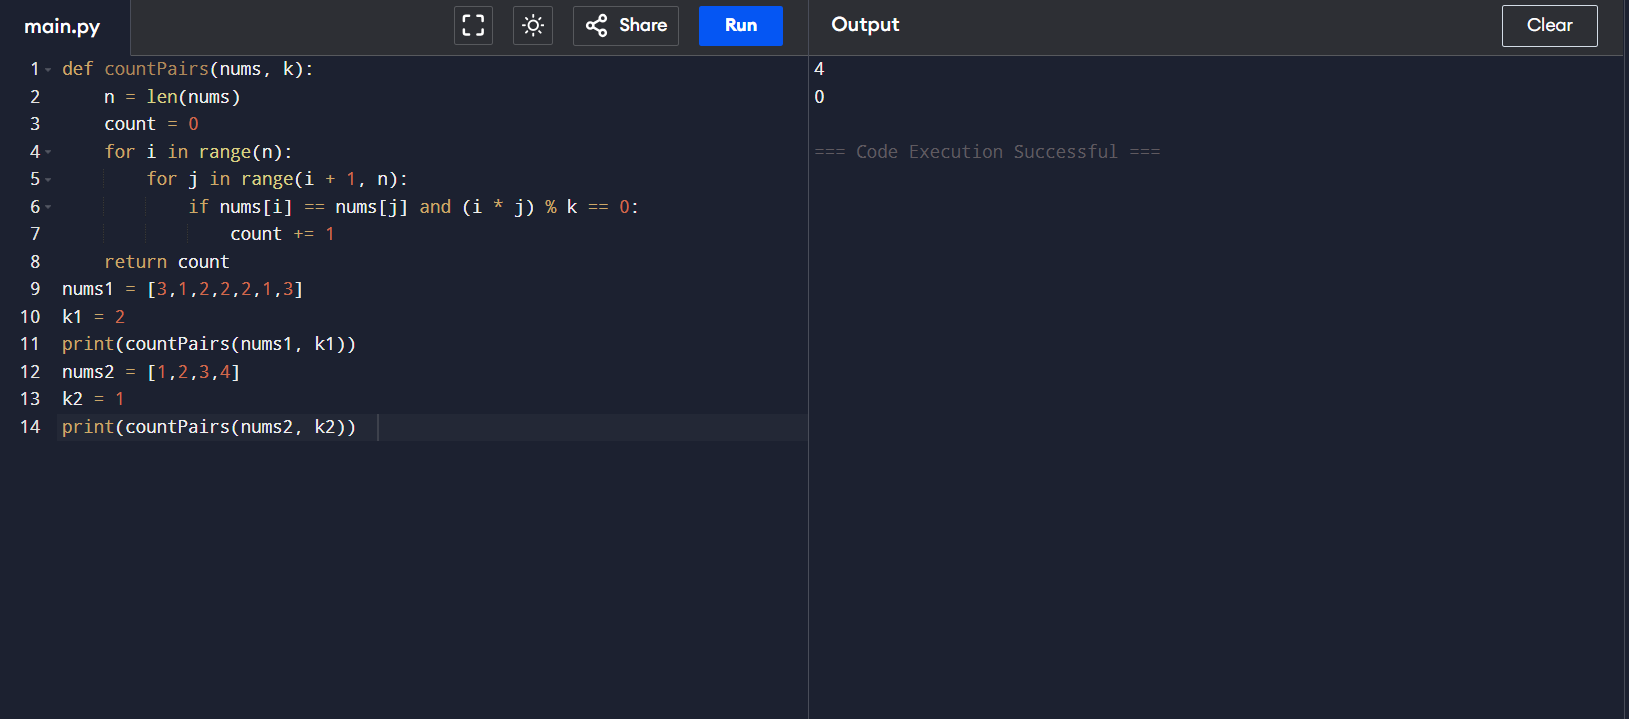 main.py
Share
Run
Output
Clear
1 def countPairs(nums, k):
2     n = len(nums)
3     count = 0
4     for i in range(n):
5         for j in range(i + 1, n):
6             if nums[i] == nums[j] and (i * j) % k == 0:
7                 count += 1
8     return count
9 nums1 = [3,1,2,2,2,1,3]
10 k1 = 2
11 print(countPairs(nums1, k1))
12 nums2 = [1,2,3,4]
13 k2 = 1
14 print(countPairs(nums2, k2))
4
0
=== Code Execution Successful ===